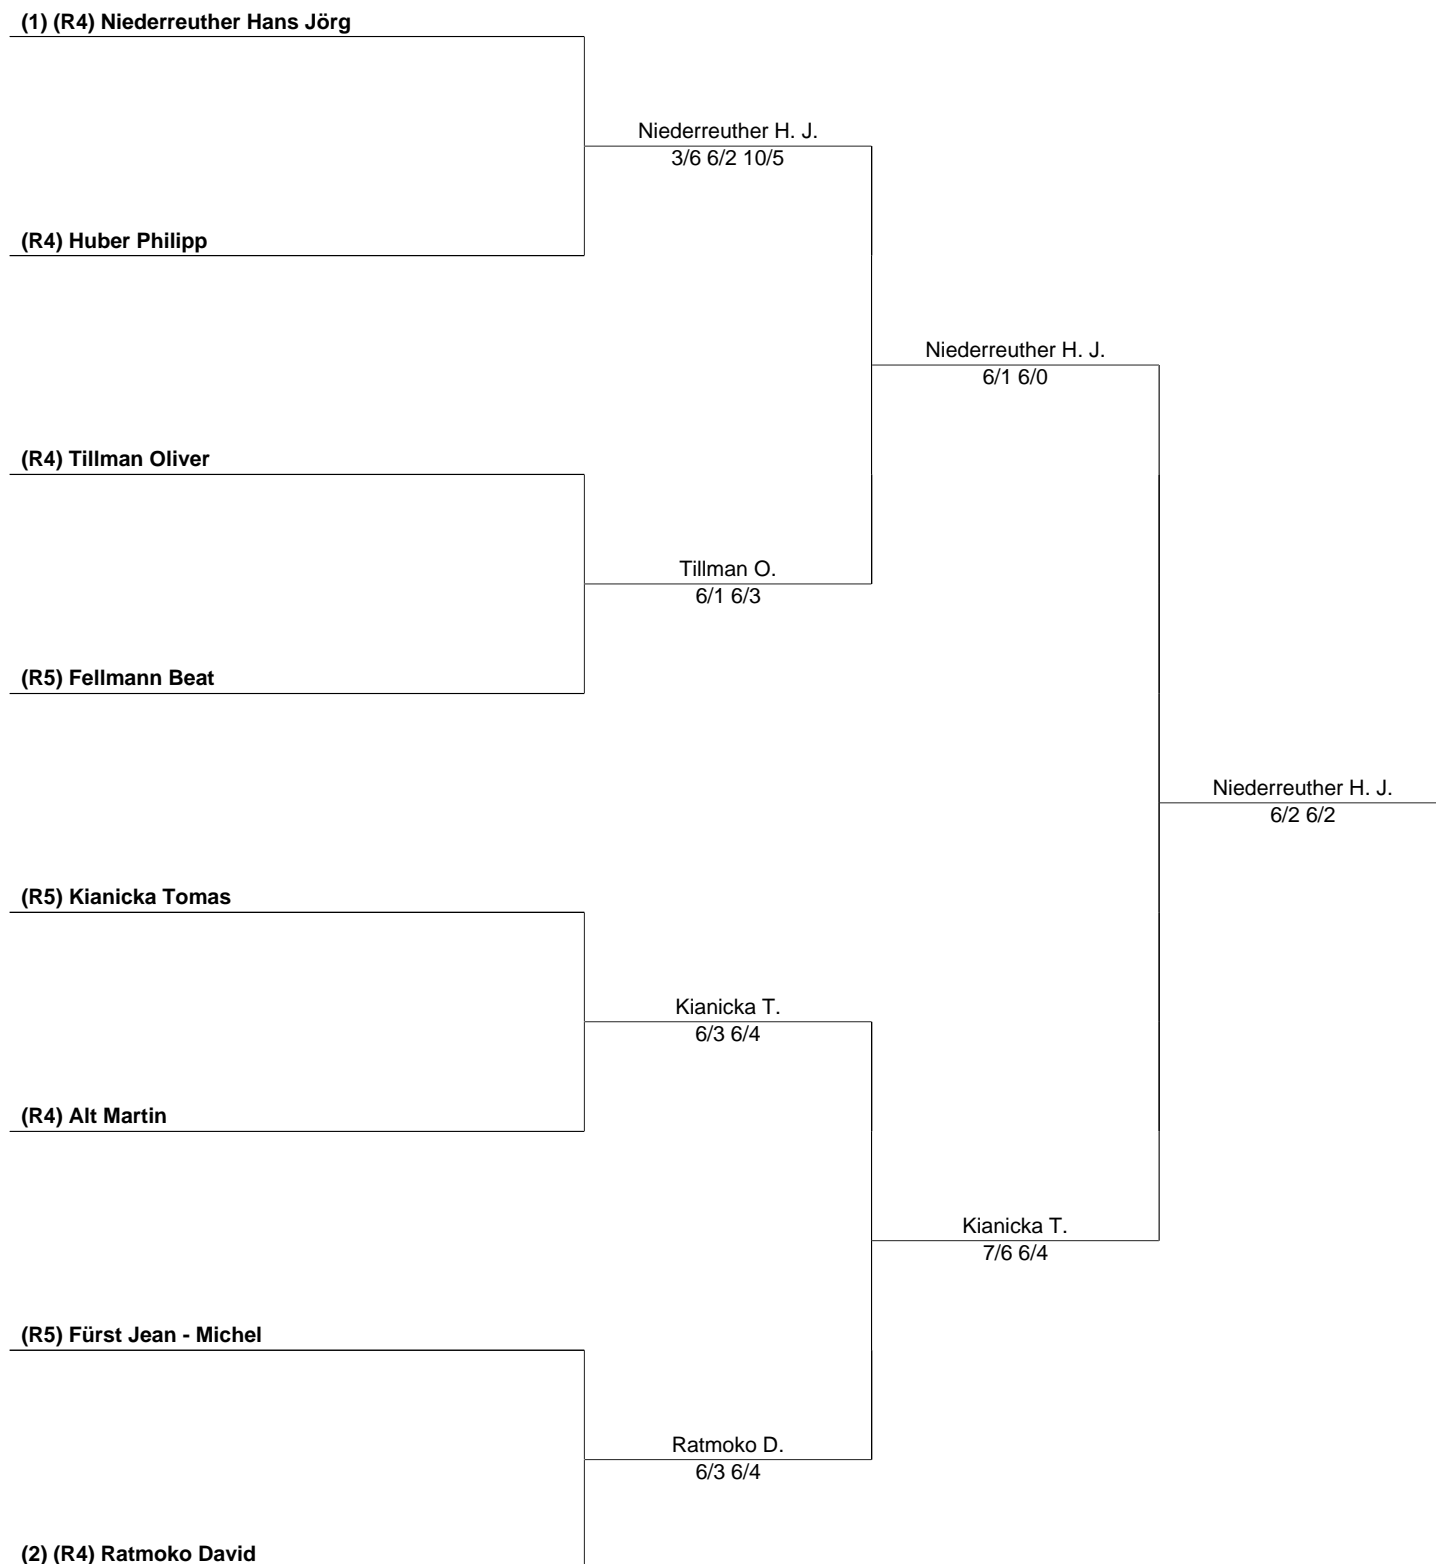 (1) (R4) Niederreuther Hans Jörg
Niederreuther H. J.
3/6 6/2 10/5
(R4) Huber Philipp
Niederreuther H. J.
6/1 6/0
(R4) Tillman Oliver
Tillman O.
6/1 6/3
(R5) Fellmann Beat
Niederreuther H. J.
6/2 6/2
(R5) Kianicka Tomas
Kianicka T.
6/3 6/4
(R4) Alt Martin
Kianicka T.
7/6 6/4
(R5) Fürst Jean - Michel
Ratmoko D.
6/3 6/4
(2) (R4) Ratmoko David